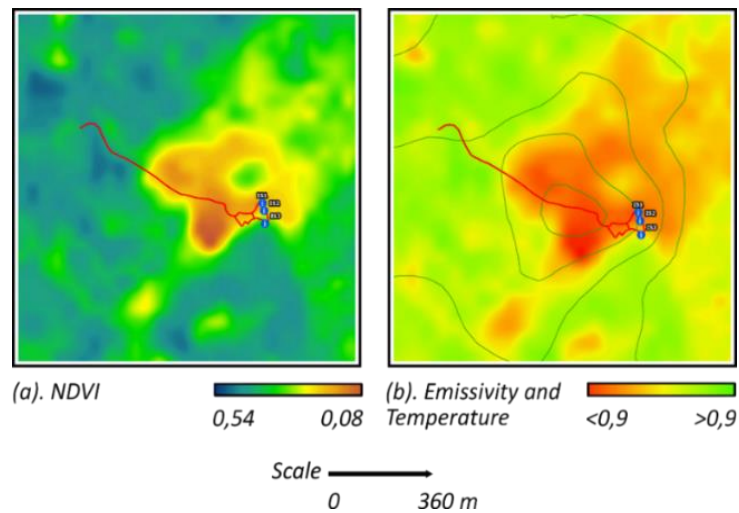 (a). NDVI
0,54
0,08
(b). Emissivity and
Temperature
<0,9
>0,9
Scale
0
360 m